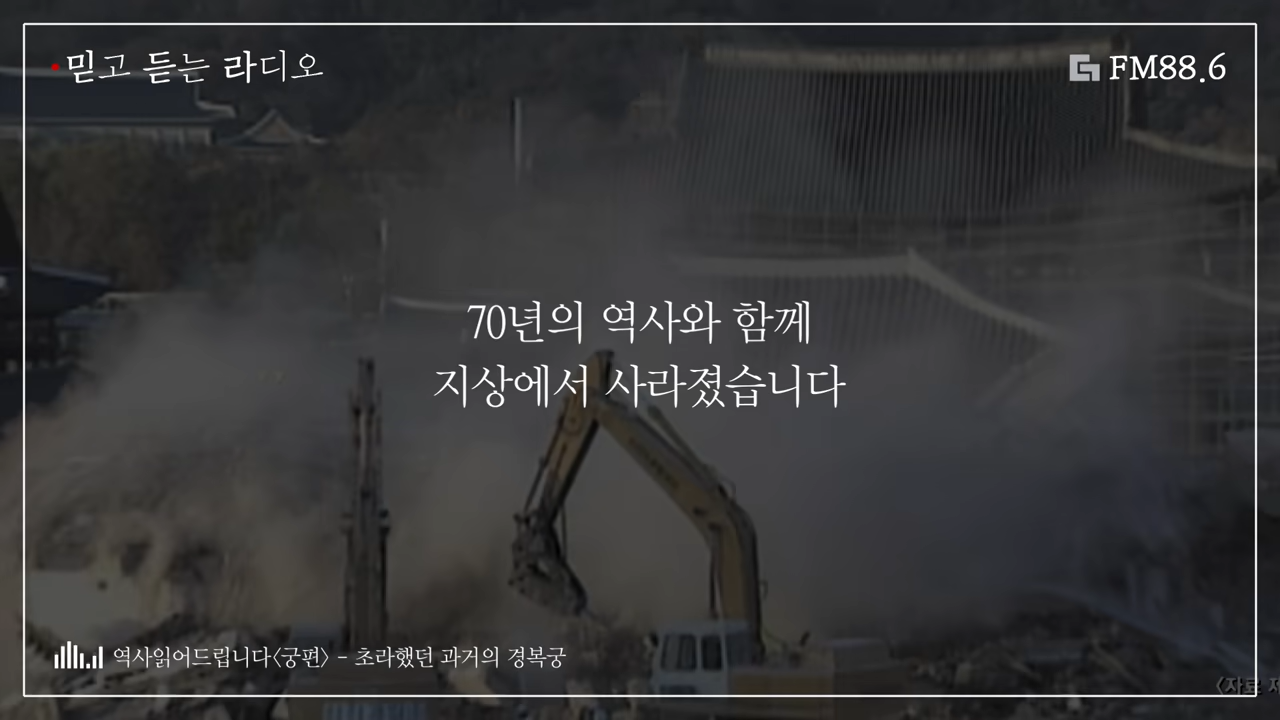 믿고 듣는 라디오
FM88.6
70년의 역사와 함께
지상에서 사라졌습니다
역사읽어드립니다<궁편> - 초라했던 과거의 경복궁
<자료